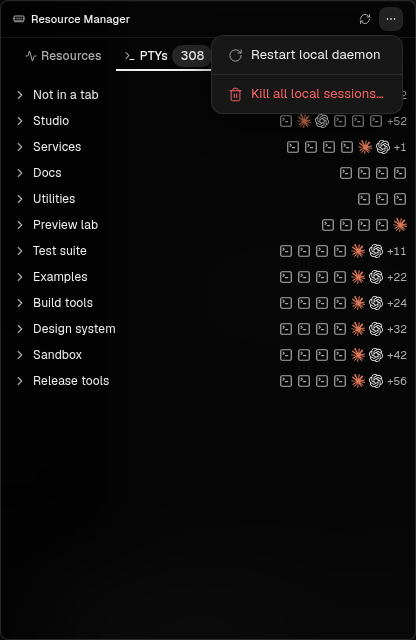 Resource Manager
Resources
PTYs 308
Restart local daemon
Kill all local sessions...
Not in a tab
Studio +52
Services +1
Docs
Utilities
Preview lab
Test suite +11
Examples +22
Build tools +24
Design system +32
Sandbox +42
Release tools +56